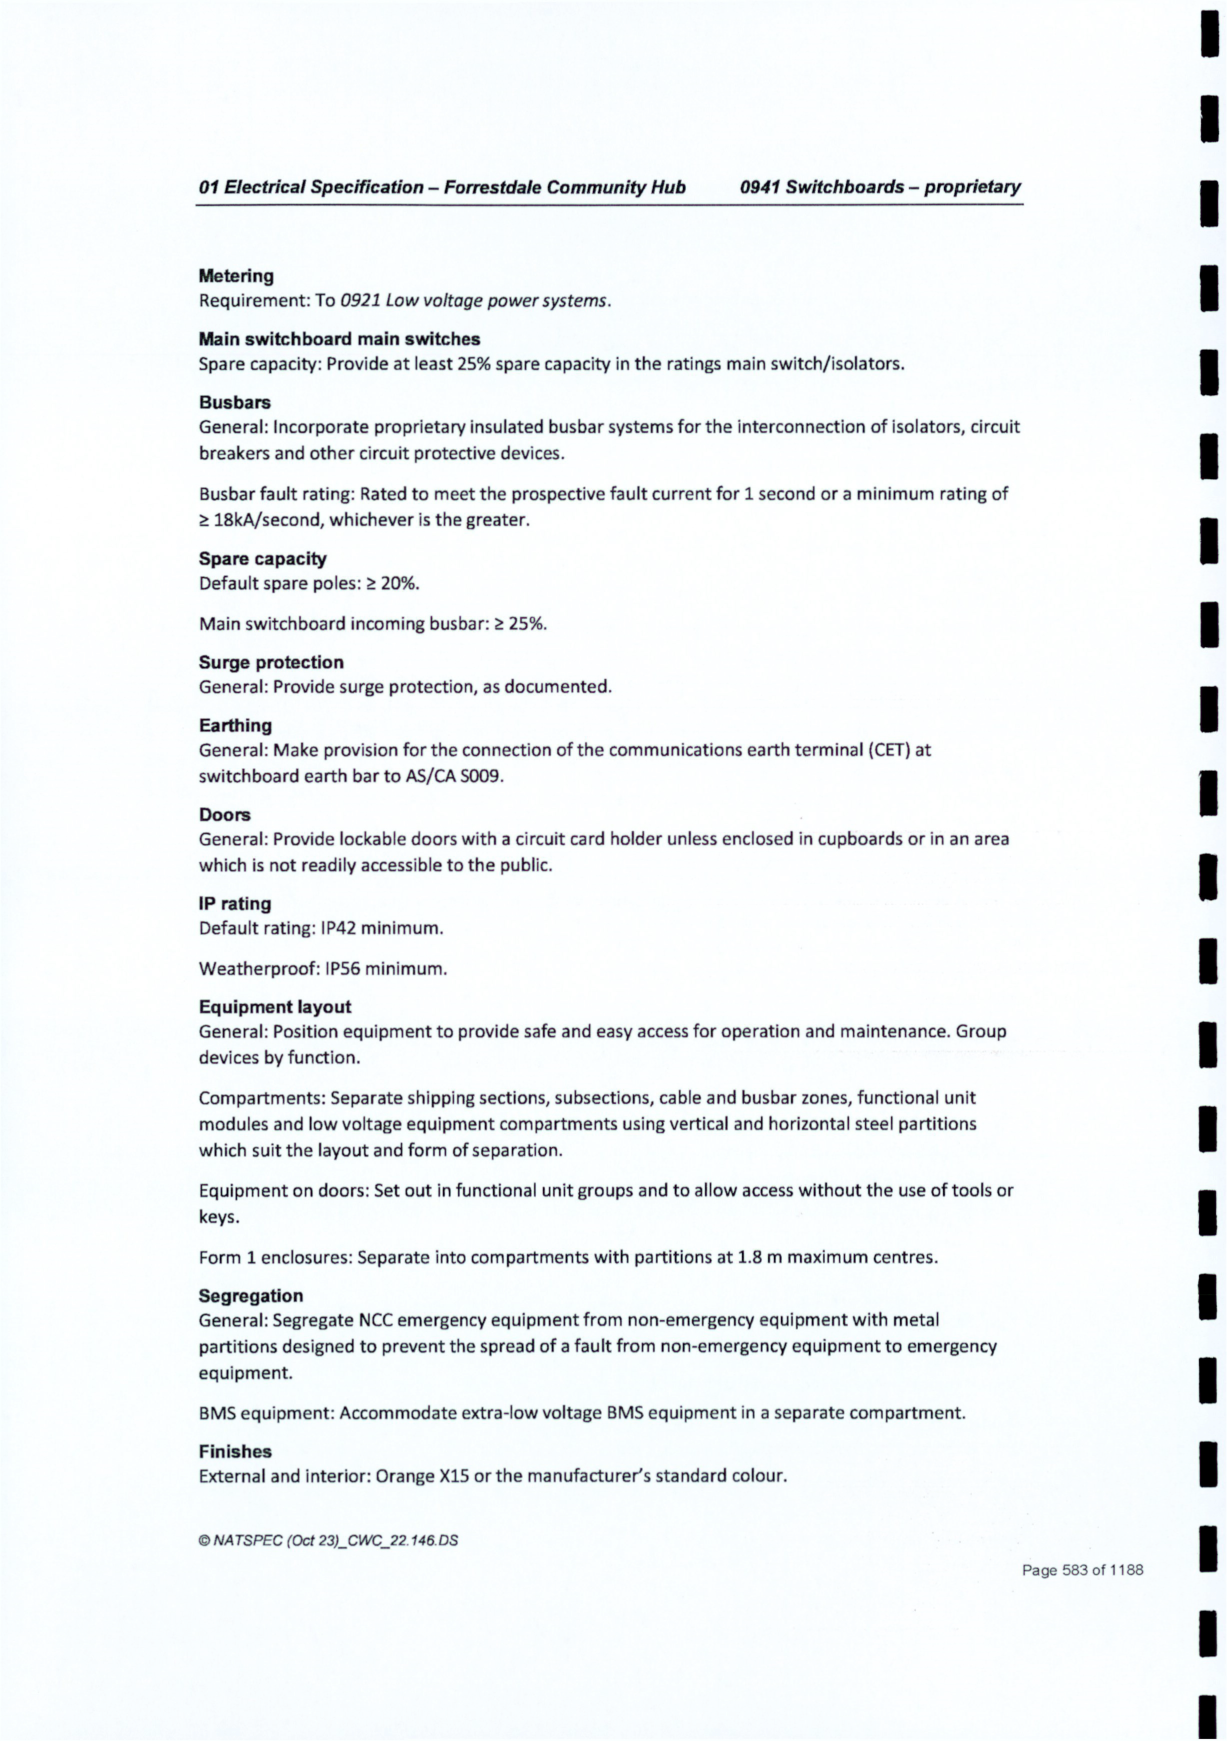 01 Electrical Specification – Forrestdale Community Hub 0941 Switchboards – proprietary
Metering
Requirement: To 0921 Low voltage power systems.
Main switchboard main switches
Spare capacity: Provide at least 25% spare capacity in the ratings main switch/isolators.
Busbars
General: Incorporate proprietary insulated busbar systems for the interconnection of isolators, circuit
breakers and other circuit protective devices.
Busbar fault rating: Rated to meet the prospective fault current for 1 second or a minimum rating of
≥ 18kA/second, whichever is the greater.
Spare capacity
Default spare poles: ≥ 20%.
Main switchboard incoming busbar: ≥ 25%.
Surge protection
General: Provide surge protection, as documented.
Earthing
General: Make provision for the connection of the communications earth terminal (CET) at
switchboard earth bar to AS/CA S009.
Doors
General: Provide lockable doors with a circuit card holder unless enclosed in cupboards or in an area
which is not readily accessible to the public.
IP rating
Default rating: IP42 minimum.
Weatherproof: IP56 minimum.
Equipment layout
General: Position equipment to provide safe and easy access for operation and maintenance. Group
devices by function.
Compartments: Separate shipping sections, subsections, cable and busbar zones, functional unit
modules and low voltage equipment compartments using vertical and horizontal steel partitions
which suit the layout and form of separation.
Equipment on doors: Set out in functional unit groups and to allow access without the use of tools or
keys.
Form 1 enclosures: Separate into compartments with partitions at 1.8 m maximum centres.
Segregation
General: Segregate NCC emergency equipment from non-emergency equipment with metal
partitions designed to prevent the spread of a fault from non-emergency equipment to emergency
equipment.
BMS equipment: Accommodate extra-low voltage BMS equipment in a separate compartment.
Finishes
External and interior: Orange X15 or the manufacturer's standard colour.
© NATSPEC (Oct 23)_CWC_22.146.DS
Page 583 of 1188